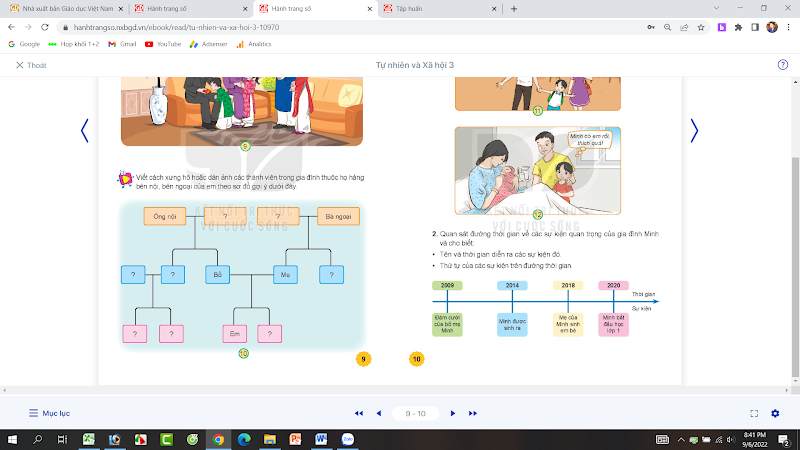 Nhà xuất bản Giáo dục Việt Nam
Hành trang số
Hành trang số
Tập huấn
hanhtrangso.nxbgd.vn/ebook/read/tu-nhien-va-xa-hoi-3-10970
Google
Họp khối 1+2
Gmail
YouTube
Adsenser
Analitics
Thoát
Tự nhiên và Xã hội 3
9
Viết cách xưng hô hoặc dán ảnh các thành viên trong gia đình thuộc họ hàng
bên nội, bên ngoại của em theo sơ đồ gợi ý dưới đây.
KẾT NỐI TRI THỨC
VỚI CUỘC SỐNG
Ông nội
?
?
Bà ngoại
?
?
Bố
Mẹ
?
?
?
Em
?
10
9
11
Mình có em rồi,
thích quá!
12
VỚI CUỘC SỐNG
2. Quan sát đường thời gian về các sự kiện quan trọng của gia đình Minh
và cho biết:
• Tên và thời gian diễn ra các sự kiện đó.
• Thứ tự của các sự kiện trên đường thời gian.
2009
2014
2018
2020
Thời gian
Sự kiện
Đám cưới
của bố mẹ
Minh
Minh được
sinh ra
Mẹ của
Minh sinh
em bé
Minh bắt
đầu học
lớp 1
10
Mục lục
9 - 10
8:41 PM
9/6/2022